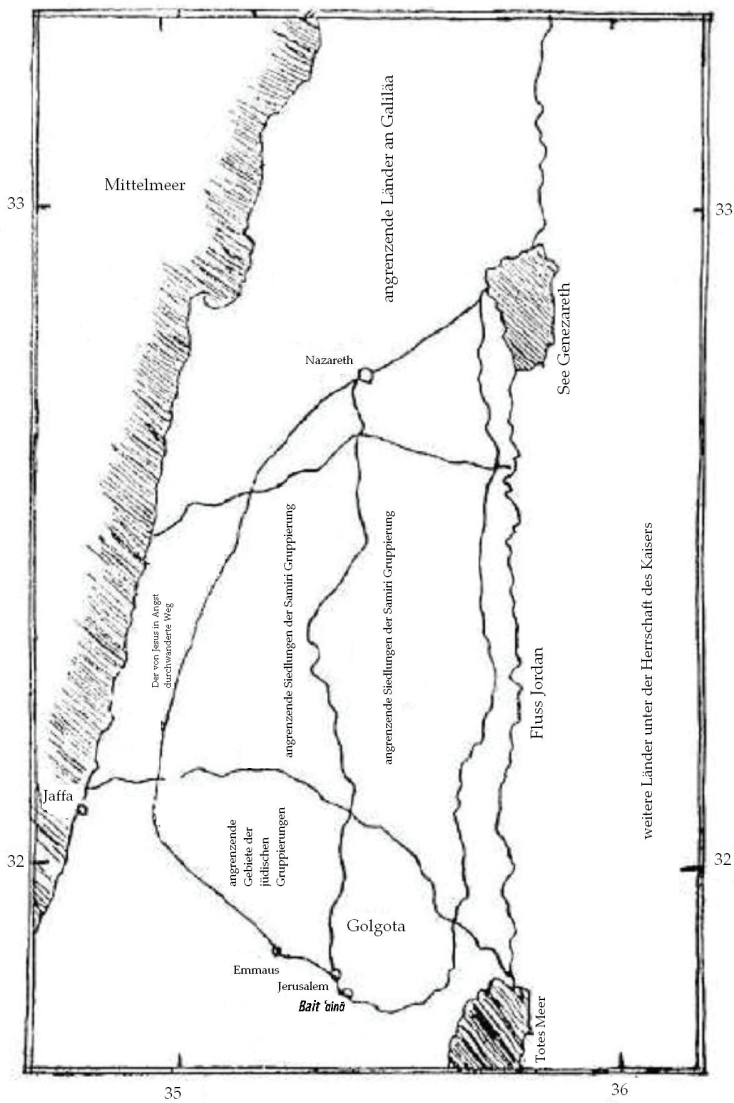 Mittelmeer
angrenzende Länder an Galiläa
33
33
See Genezareth
Nazareth
angrenzende Siedlungen der Samiri Gruppierung
angrenzende Siedlungen der Samiri Gruppierung
weitere Länder unter der Herrschaft des Kaisers
Der von Jesus in Angst
durchwanderte Weg
Fluss Jordan
Jaffa
angrenzende
Gebiete der
jüdischen
Gruppierungen
32
32
Golgota
Emmaus
Jerusalem
Bait 'ainā
Totes Meer
35
36